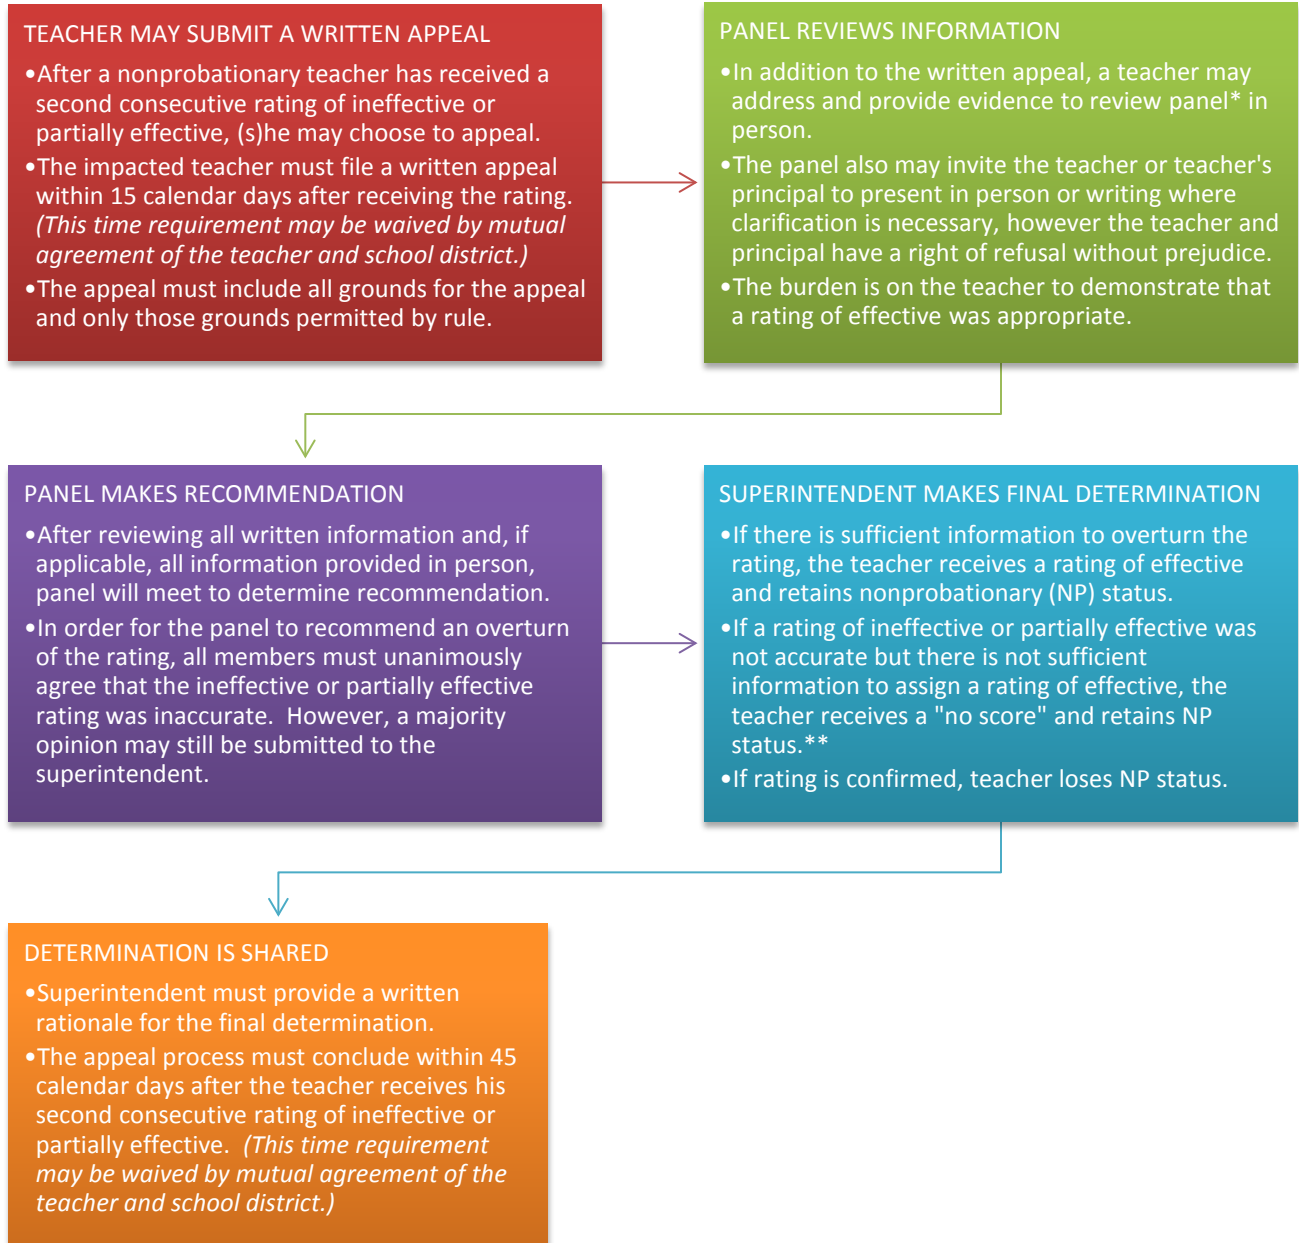 TEACHER MAY SUBMIT A WRITTEN APPEAL
•After a nonprobationary teacher has received a
second consecutive rating of ineffective or
partially effective, (s)he may choose to appeal.
•The impacted teacher must file a written appeal
within 15 calendar days after receiving the rating.
(This time requirement may be waived by mutual
agreement of the teacher and school district.)
•The appeal must include all grounds for the appeal
and only those grounds permitted by rule.
PANEL REVIEWS INFORMATION
•In addition to the written appeal, a teacher may
address and provide evidence to review panel* in
person.
•The panel also may invite the teacher or teacher's
principal to present in person or writing where
clarification is necessary, however the teacher and
principal have a right of refusal without prejudice.
•The burden is on the teacher to demonstrate that
a rating of effective was appropriate.
PANEL MAKES RECOMMENDATION
•After reviewing all written information and, if
applicable, all information provided in person,
panel will meet to determine recommendation.
•In order for the panel to recommend an overturn
of the rating, all members must unanimously
agree that the ineffective or partially effective
rating was inaccurate.  However, a majority
opinion may still be submitted to the
superintendent.
SUPERINTENDENT MAKES FINAL DETERMINATION
•If there is sufficient information to overturn the
rating, the teacher receives a rating of effective
and retains nonprobationary (NP) status.
•If a rating of ineffective or partially effective was
not accurate but there is not sufficient
information to assign a rating of effective, the
teacher receives a "no score" and retains NP
status.**
•If rating is confirmed, teacher loses NP status.
DETERMINATION IS SHARED
•Superintendent must provide a written
rationale for the final determination.
•The appeal process must conclude within 45
calendar days after the teacher receives his
second consecutive rating of ineffective or
partially effective.  (This time requirement
may be waived by mutual agreement of the
teacher and school district.)